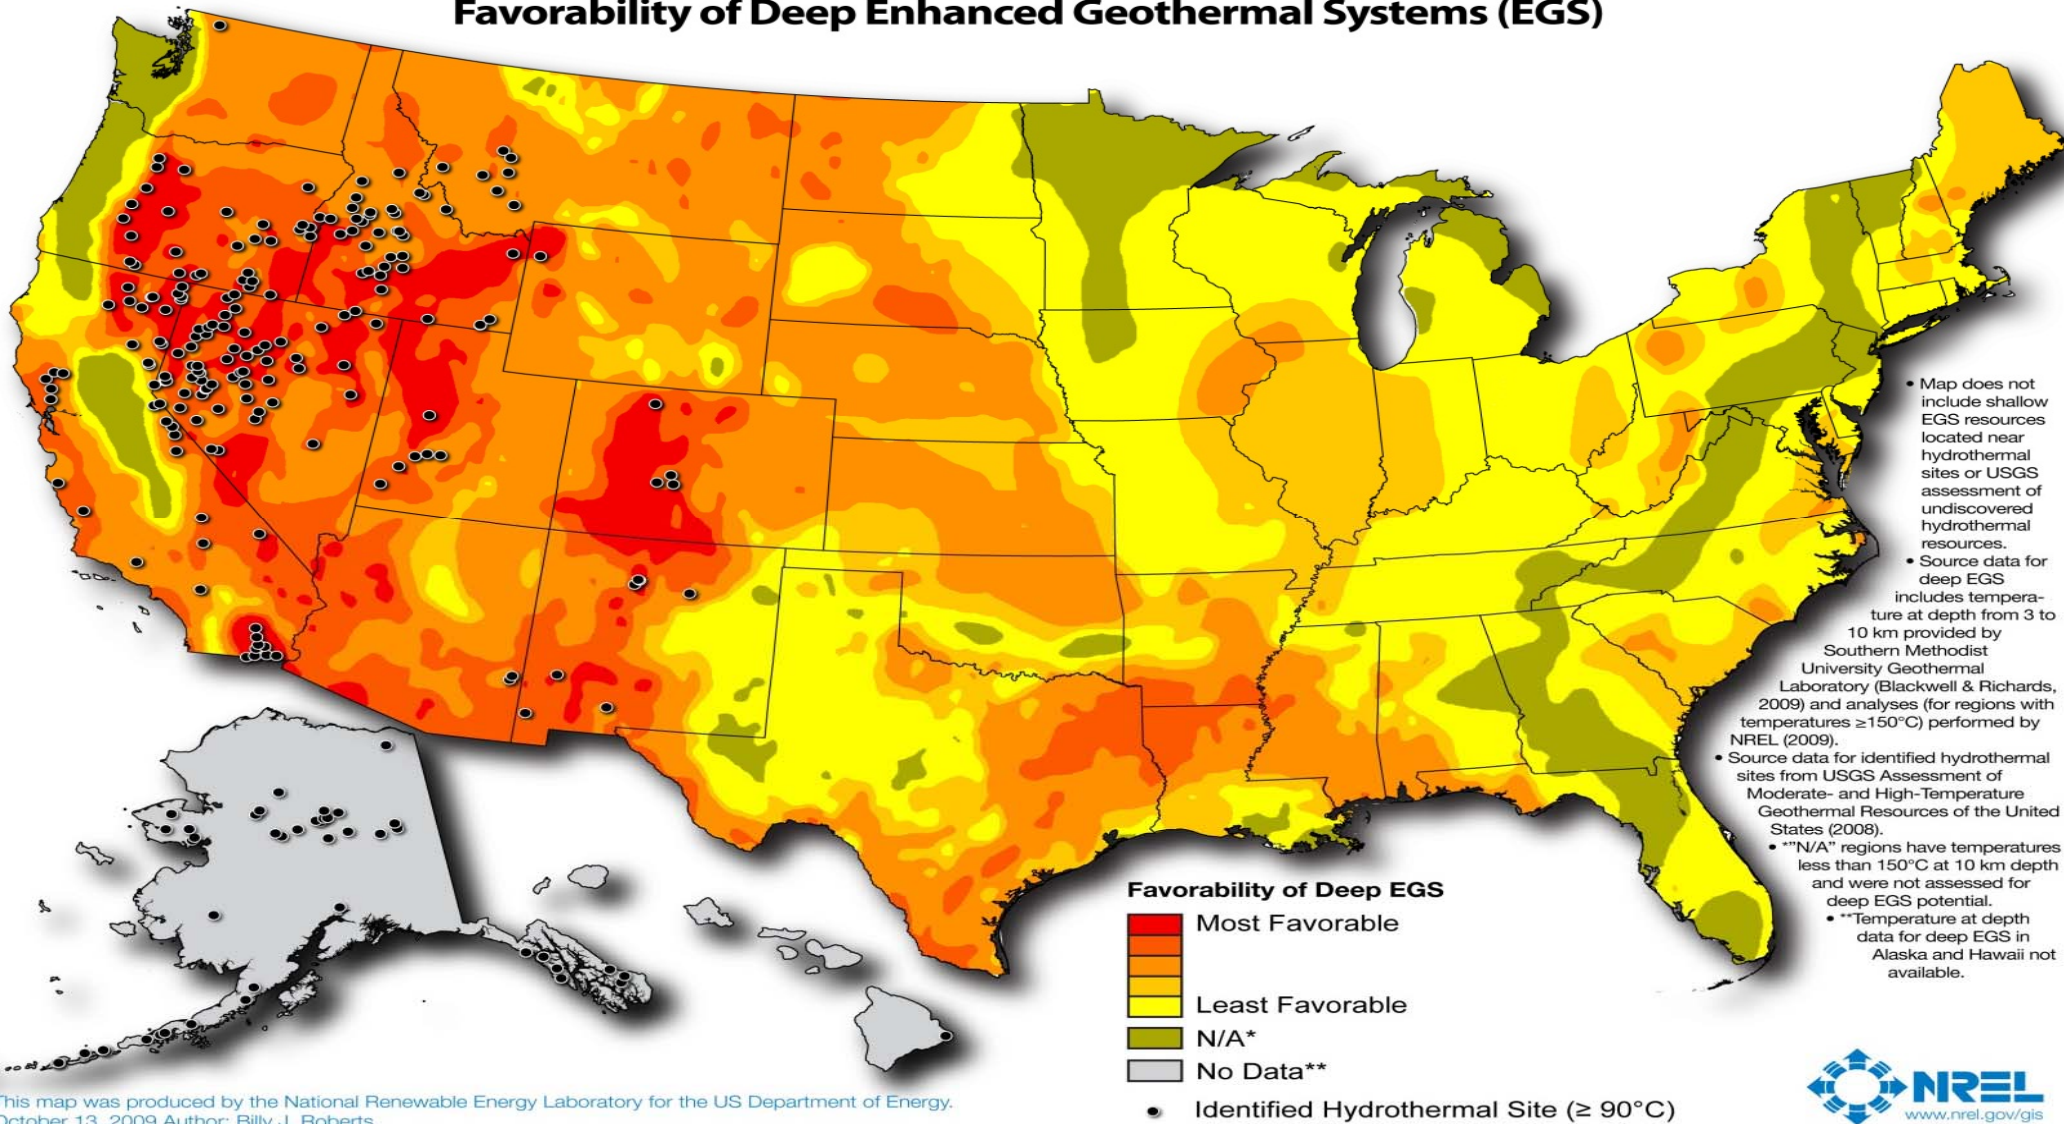 Favorability of Deep Enhanced Geothermal Systems (EGS)
• Map does not
include shallow
EGS resources
located near
hydrothermal
sites or USGS
assessment of
undiscovered
hydrothermal
resources.
• Source data for
deep EGS
includes tempera-
ture at depth from 3 to
10 km provided by
Southern Methodist
University Geothermal
Laboratory (Blackwell & Richards,
2009) and analyses (for regions with
temperatures ≥150°C) performed by
NREL (2009).
• Source data for identified hydrothermal
sites from USGS Assessment of
Moderate- and High-Temperature
Geothermal Resources of the United
States (2008).
• *"N/A" regions have temperatures
less than 150°C at 10 km depth
and were not assessed for
deep EGS potential.
• **Temperature at depth
data for deep EGS in
Alaska and Hawaii not
available.
Favorability of Deep EGS
Most Favorable
Least Favorable
N/A*
No Data**
Identified Hydrothermal Site (≥ 90°C)
This map was produced by the National Renewable Energy Laboratory for the US Department of Energy.
October 13, 2009 Author: Billy J. Roberts
NREL
www.nrel.gov/gis